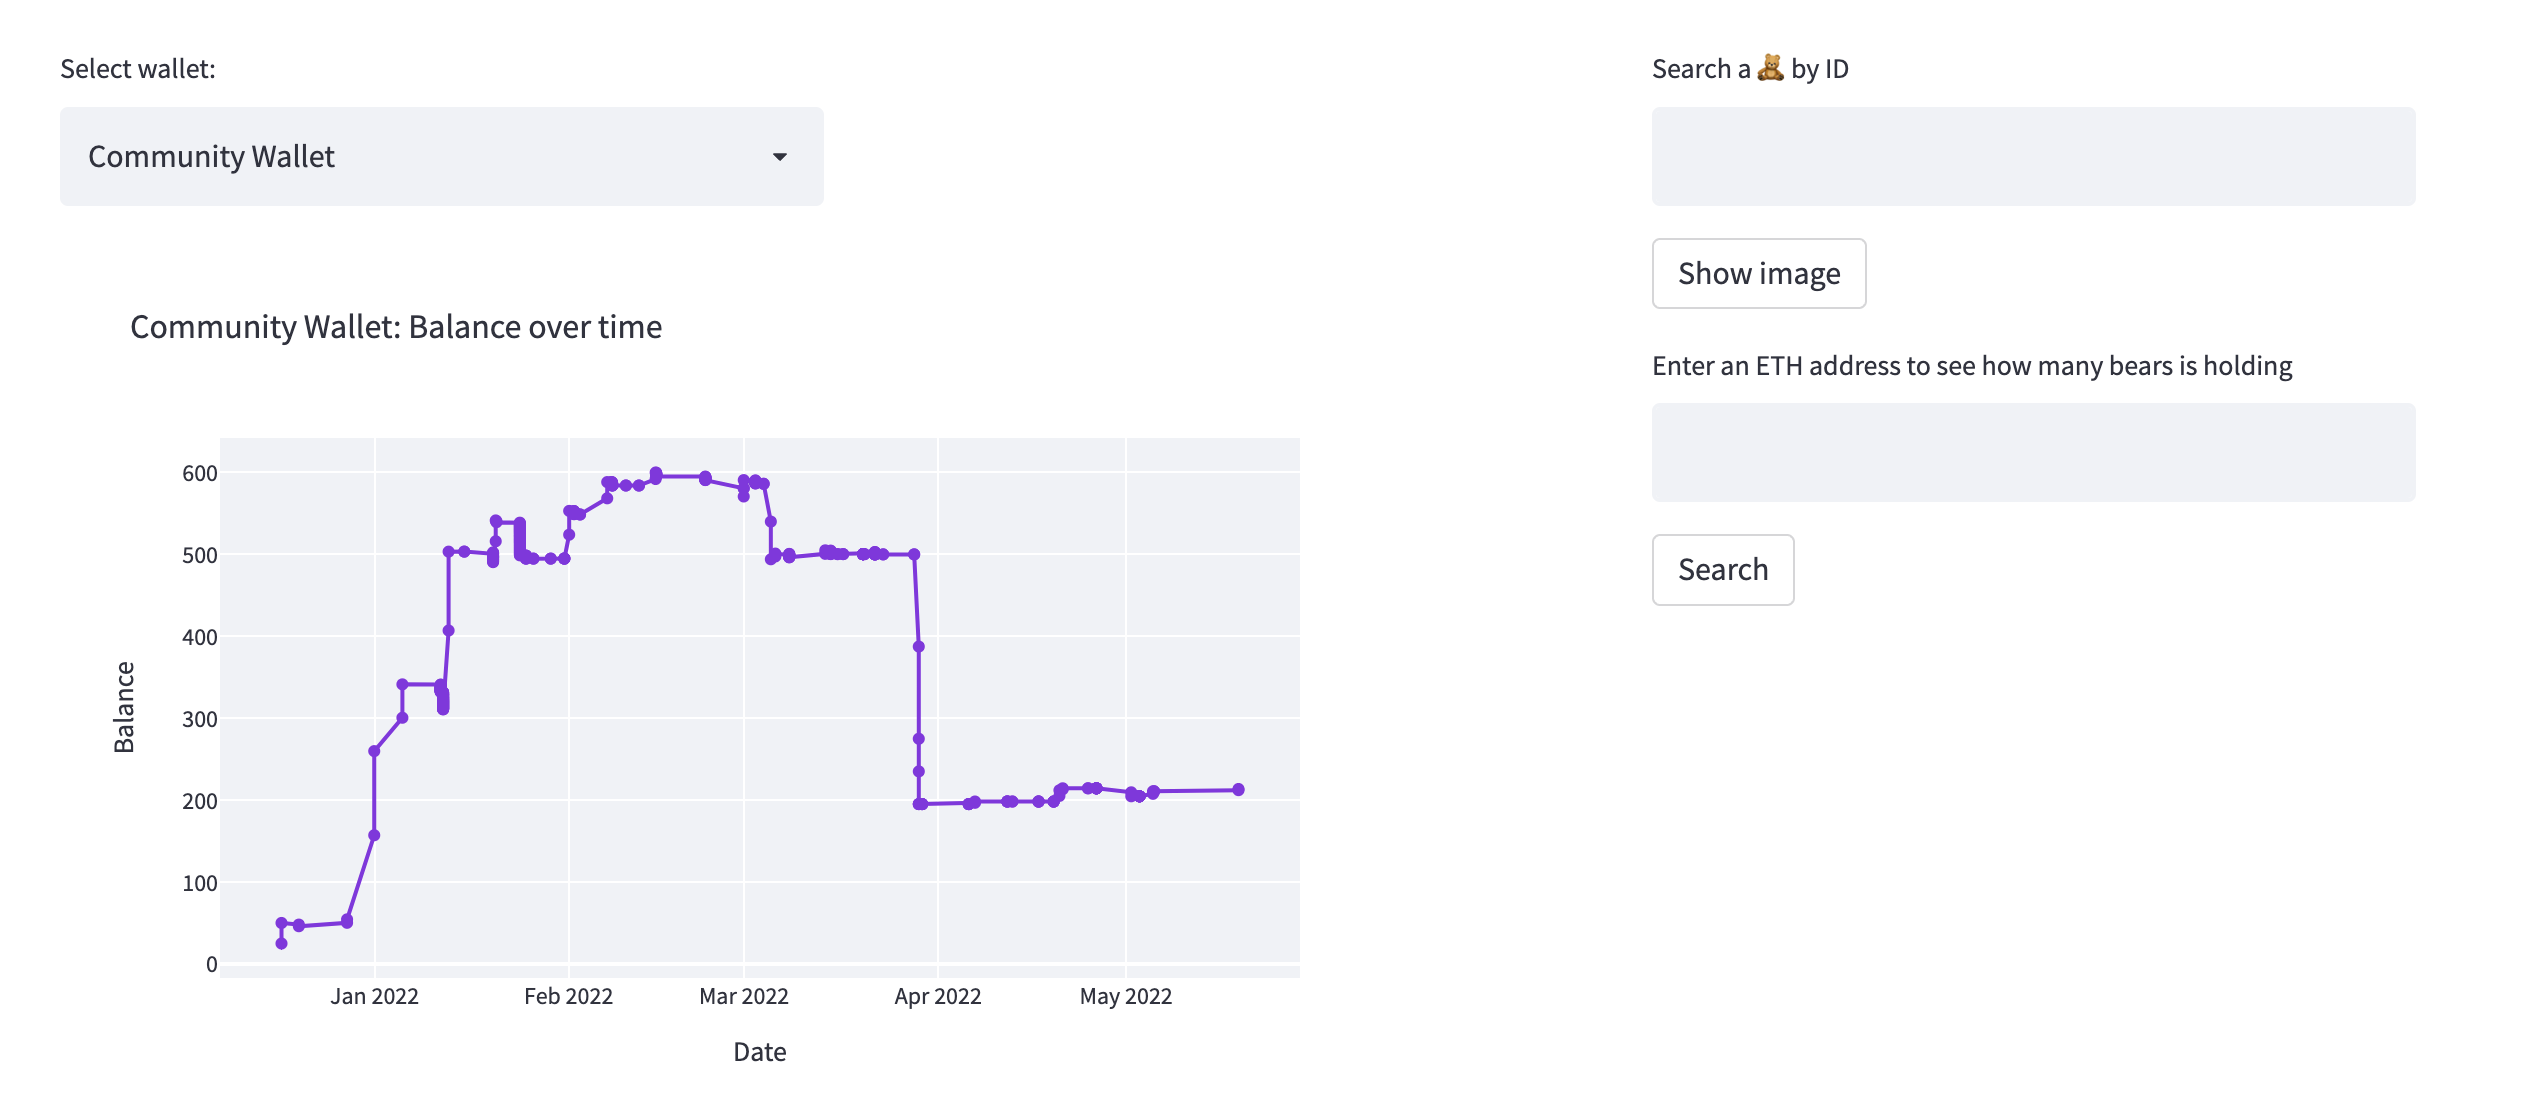 Select wallet:
Community Wallet
Community Wallet: Balance over time
600
500
400
300
200
100
0
Balance
Jan 2022
Feb 2022
Mar 2022
Apr 2022
May 2022
Date
Search a 🧸 by ID
Show image
Enter an ETH address to see how many bears is holding
Search